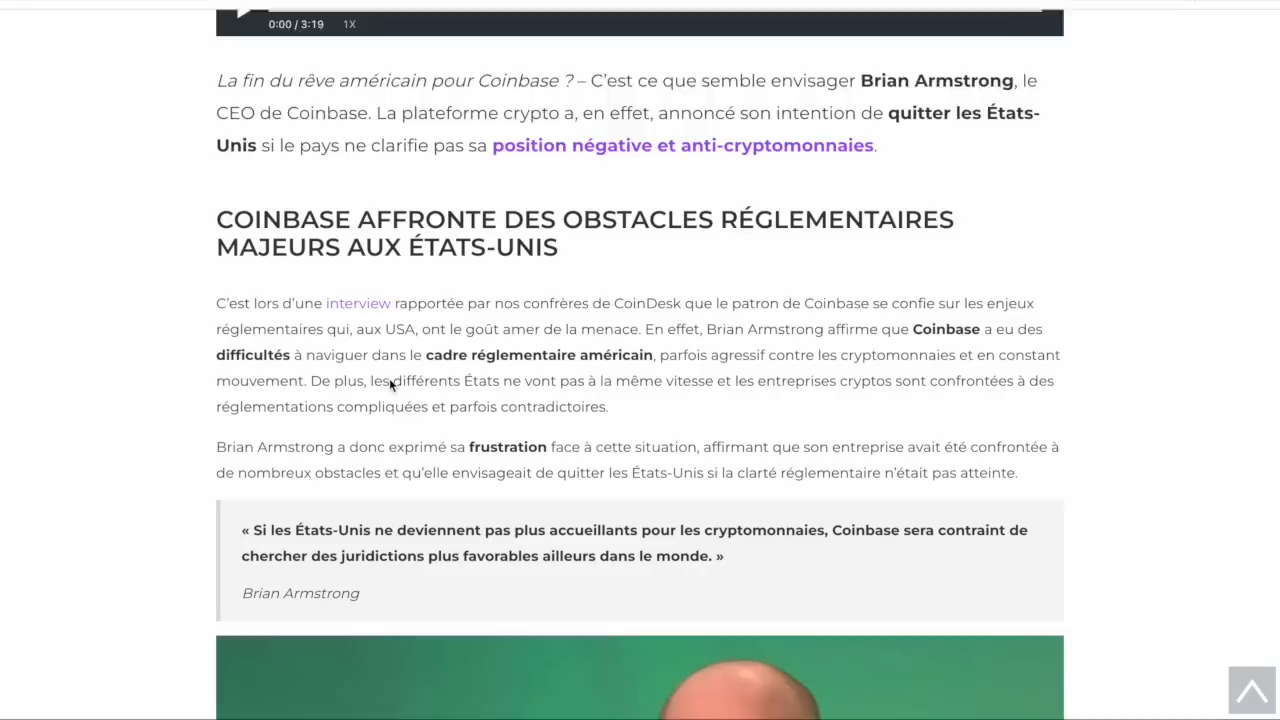 0:00 / 3:19 1X
La fin du rêve américain pour Coinbase ? – C’est ce que semble envisager Brian Armstrong, le
CEO de Coinbase. La plateforme crypto a, en effet, annoncé son intention de quitter les États-
Unis si le pays ne clarifie pas sa position négative et anti-cryptomonnaies.
COINBASE AFFRONTE DES OBSTACLES RÉGLEMENTAIRES
MAJEURS AUX ÉTATS-UNIS
C’est lors d’une interview rapportée par nos confrères de CoinDesk que le patron de Coinbase se confie sur les enjeux
réglementaires qui, aux USA, ont le goût amer de la menace. En effet, Brian Armstrong affirme que Coinbase a eu des
difficultés à naviguer dans le cadre réglementaire américain, parfois agressif contre les cryptomonnaies et en constant
mouvement. De plus, les différents États ne vont pas à la même vitesse et les entreprises cryptos sont confrontées à des
réglementations compliquées et parfois contradictoires.
Brian Armstrong a donc exprimé sa frustration face à cette situation, affirmant que son entreprise avait été confrontée à
de nombreux obstacles et qu’elle envisageait de quitter les États-Unis si la clarté réglementaire n’était pas atteinte.
« Si les États-Unis ne deviennent pas plus accueillants pour les cryptomonnaies, Coinbase sera contraint de
chercher des juridictions plus favorables ailleurs dans le monde. »
Brian Armstrong